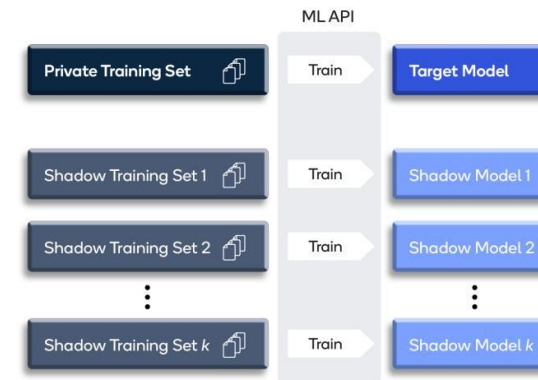 ML API
Private Training Set
Train
Target Model
Shadow Training Set 1
Train
Shadow Model 1
Shadow Training Set 2
Train
Shadow Model 2
Shadow Training Set k
Train
Shadow Model k